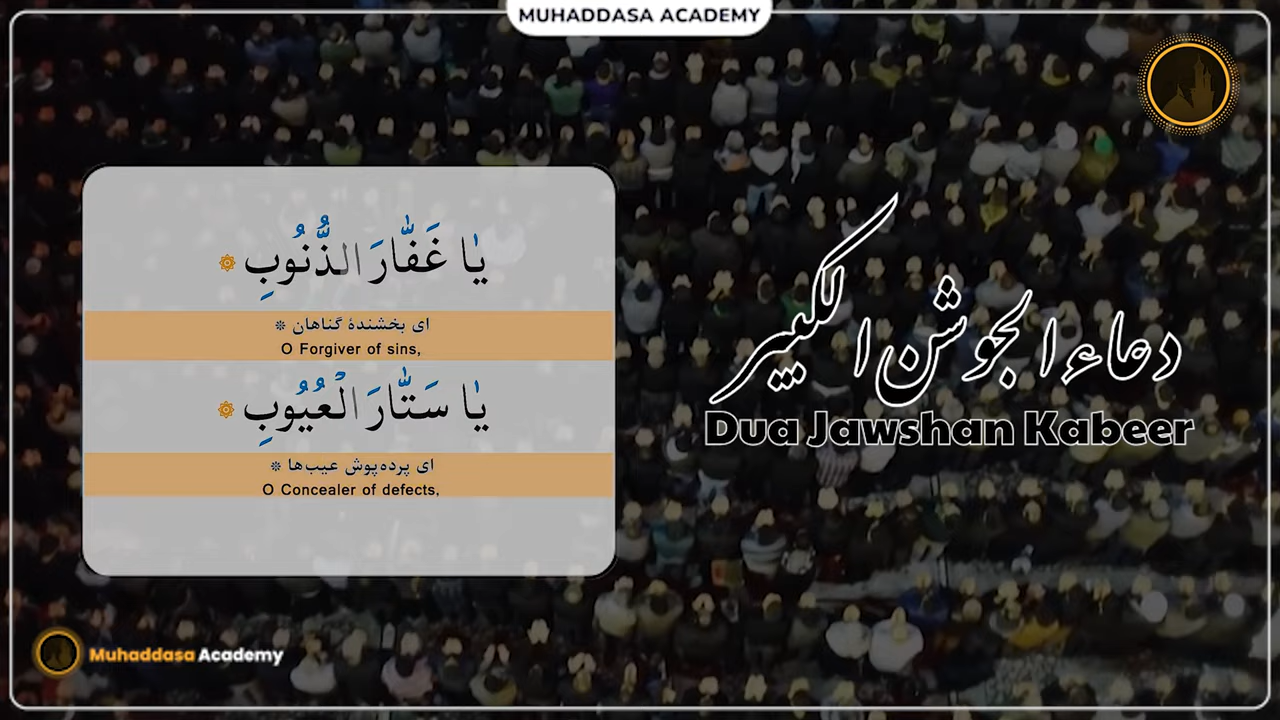 MUHADDASA ACADEMY
يٰا غَفّٰارَ الذُّنُوبِ ۞
ای بخشندهٔ گناهان ❊
O Forgiver of sins,
يٰا سَتّٰارَ الْعُيُوبِ ۞
ای پرده‌پوش عیب‌ها ❊
O Concealer of defects,
دعاء الجوشن الكبير
Dua Jawshan Kabeer
Muhaddasa Academy